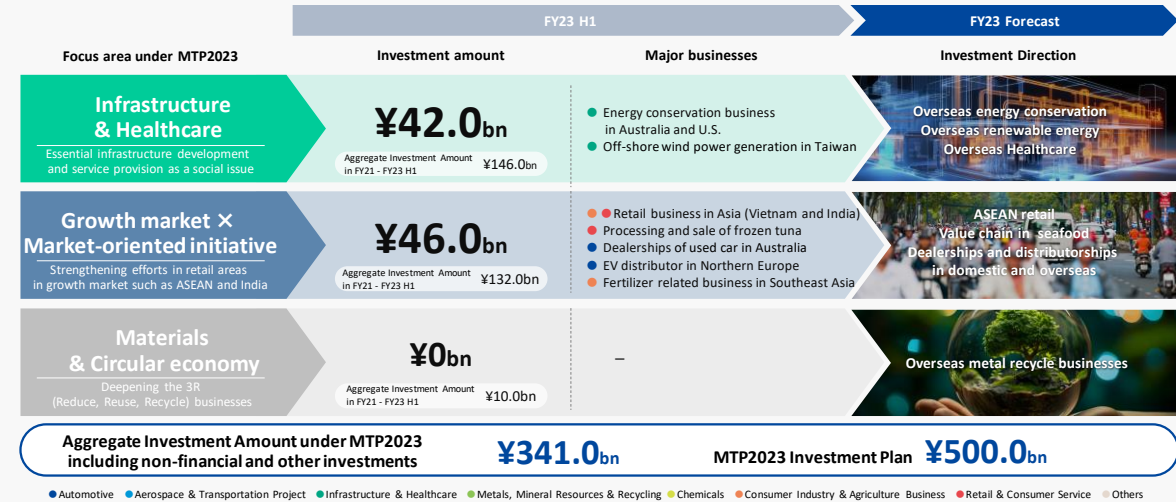 FY23 H1
FY23 Forecast
Focus area under MTP2023
Investment amount
Major businesses
Investment Direction
Infrastructure
& Healthcare
Essential infrastructure development
and service provision as a social issue
¥42.0bn
Aggregate Investment Amount
in FY21 - FY23 H1
¥146.0bn
Energy conservation business
in Australia and U.S.
Off-shore wind power generation in Taiwan
Overseas energy conservation
Overseas renewable energy
Overseas Healthcare
Growth market ×
Market-oriented initiative
Strengthening efforts in retail areas
in growth market such as ASEAN and India
¥46.0bn
Aggregate Investment Amount
in FY21 - FY23 H1
¥132.0bn
Retail business in Asia (Vietnam and India)
Processing and sale of frozen tuna
Dealerships of used car in Australia
EV distributor in Northern Europe
Fertilizer related business in Southeast Asia
ASEAN retail
Value chain in seafood
Dealerships and distributorships
in domestic and overseas
Materials
& Circular economy
Deepening the 3R
(Reduce, Reuse, Recycle) businesses
¥0bn
Aggregate Investment Amount
in FY21 - FY23 H1
¥10.0bn
–
Overseas metal recycle businesses
Aggregate Investment Amount under MTP2023
including non-financial and other investments
¥341.0bn
MTP2023 Investment Plan ¥500.0bn
Automotive Aerospace & Transportation Project Infrastructure & Healthcare Metals, Mineral Resources & Recycling Chemicals Consumer Industry & Agriculture Business Retail & Consumer Service Others